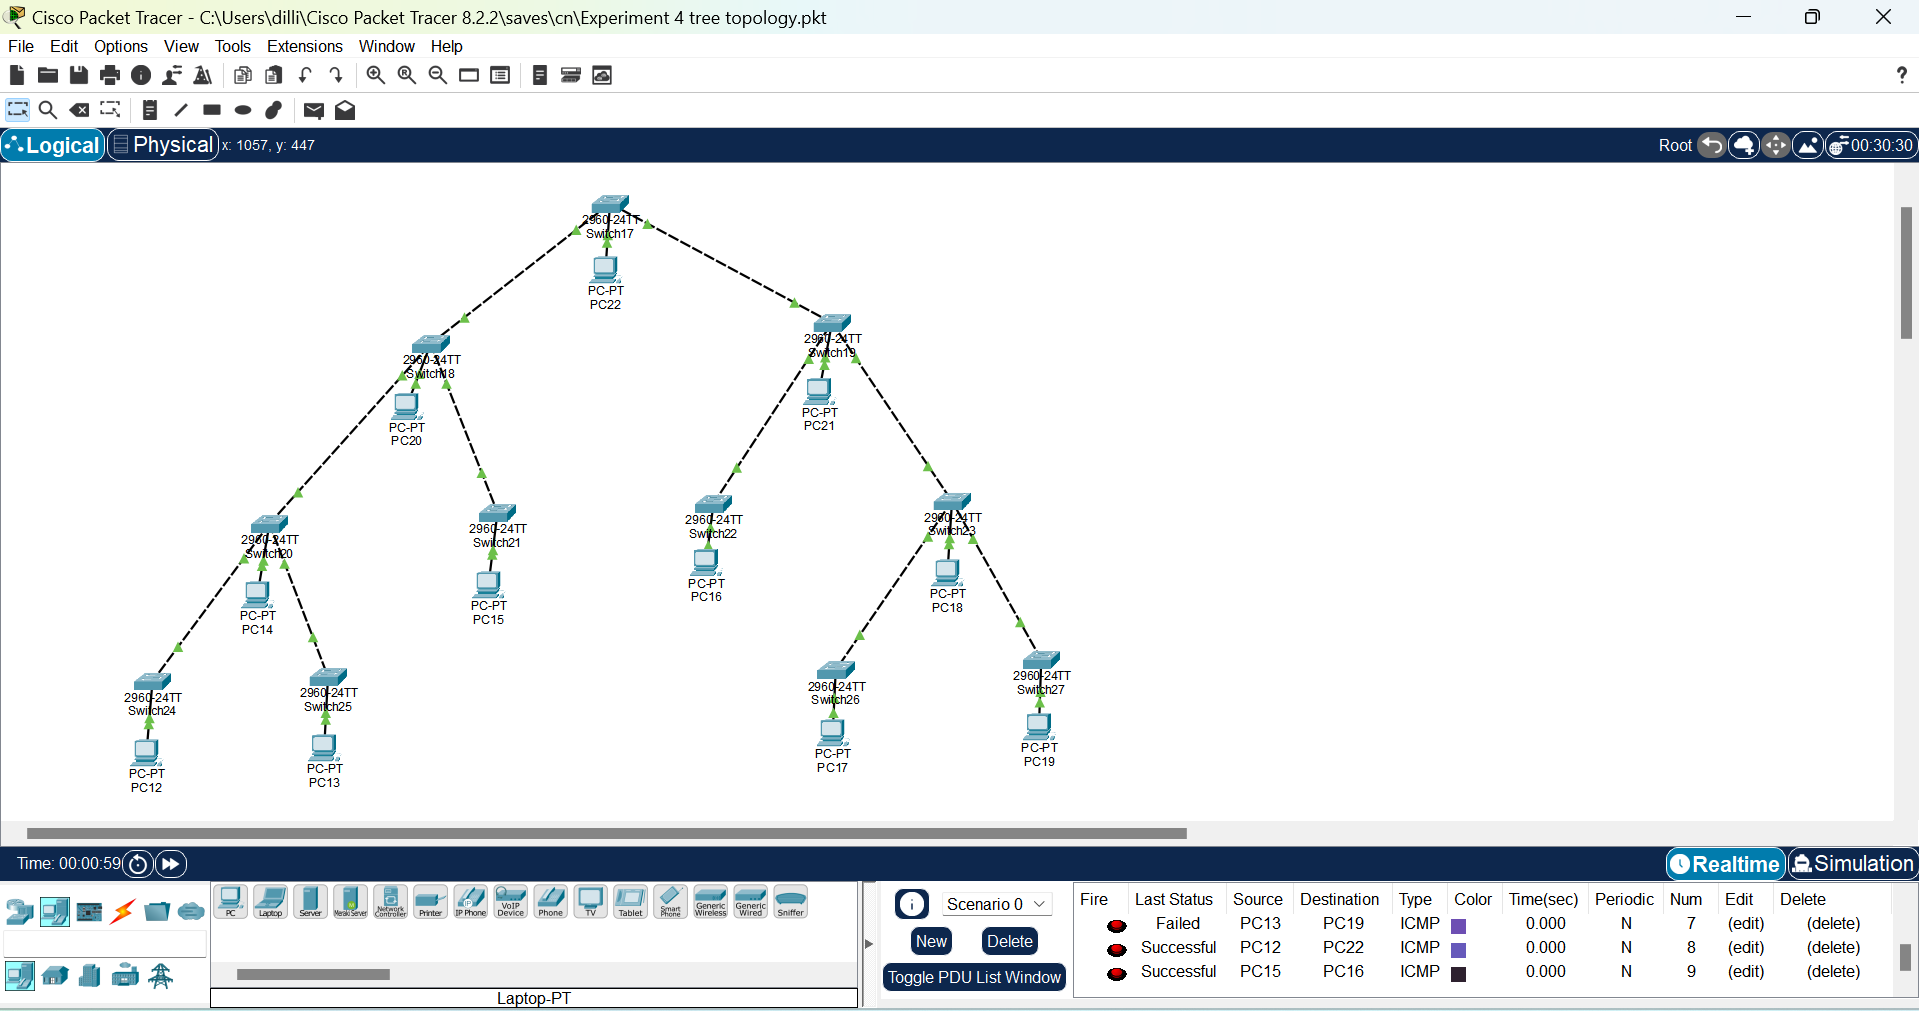 Cisco Packet Tracer - C:\Users\dilli\Cisco Packet Tracer 8.2.2\saves\cn\Experiment 4 tree topology.pkt
File Edit Options View Tools Extensions Window Help
?
Logical Physical x: 1057, y: 447 Root 00:30:30
2960-24TT
Switch17
PC-PT
PC22
2960-24TT
Switch19
2960-24TT
Switch18
PC-PT
PC21
PC-PT
PC20
2960-24TT
Switch22
2960-24TT
Switch23
2960-24TT
Switch21
2960-24TT
Switch20
PC-PT
PC16
PC-PT
PC18
PC-PT
PC15
PC-PT
PC14
2960-24TT
Switch27
2960-24TT
Switch26
2960-24TT
Switch25
2960-24TT
Switch24
PC-PT
PC19
PC-PT
PC17
PC-PT
PC13
PC-PT
PC12
Time: 00:00:59 Realtime Simulation
PC Laptop Server Meraki Server Network Controller Printer IP Phone VoIP Device Phone TV Tablet Smart Phone Generic Wireless Generic Wired Sniffer
Laptop-PT
Scenario 0
New Delete
Toggle PDU List Window
Fire Last Status Source Destination Type Color Time(sec) Periodic Num Edit Delete
Failed PC13 PC19 ICMP 0.000 N 7 (edit) (delete)
Successful PC12 PC22 ICMP 0.000 N 8 (edit) (delete)
Successful PC15 PC16 ICMP 0.000 N 9 (edit) (delete)